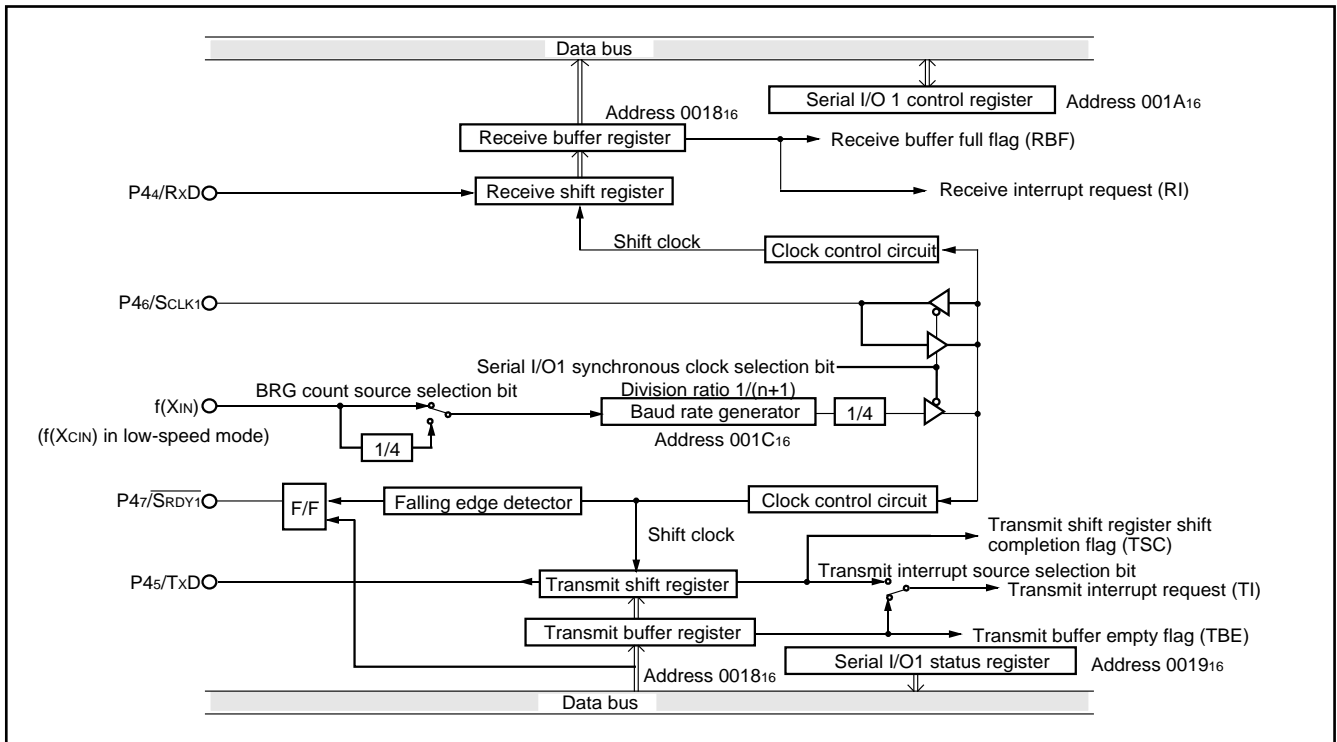 Data bus
Serial I/O 1 control register
Address 001A16
Address 001816
Receive buffer register
Receive buffer full flag (RBF)
P44/RXD
Receive shift register
Receive interrupt request (RI)
Shift clock
Clock control circuit
P46/SCLK1
Serial I/O1 synchronous clock selection bit
BRG count source selection bit
Division ratio 1/(n+1)
f(XIN)
Baud rate generator
1/4
(f(XCIN) in low-speed mode)
1/4
Address 001C16
P47/SRDY1
F/F
Falling edge detector
Clock control circuit
Shift clock
Transmit shift register shift
completion flag (TSC)
P45/TXD
Transmit shift register
Transmit interrupt source selection bit
Transmit interrupt request (TI)
Transmit buffer register
Transmit buffer empty flag (TBE)
Address 001816
Serial I/O1 status register
Address 001916
Data bus